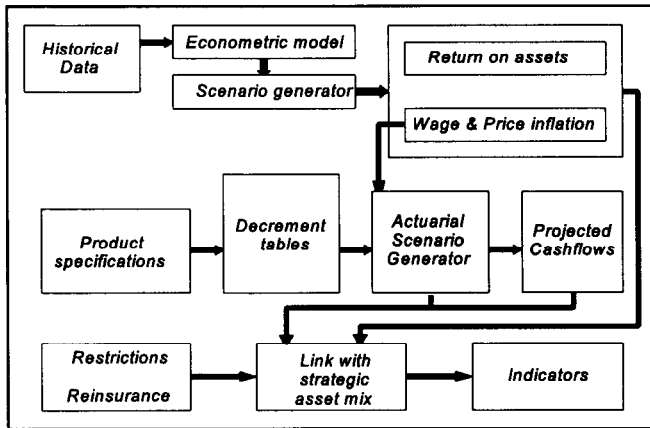 Historical
Data
Econometric model
Scenario generator
Return on assets
Wage & Price inflation
Product
specifications
Decrement
tables
Actuarial
Scenario
Generator
Projected
Cashflows
Restrictions
Reinsurance
Link with
strategic
asset mix
Indicators